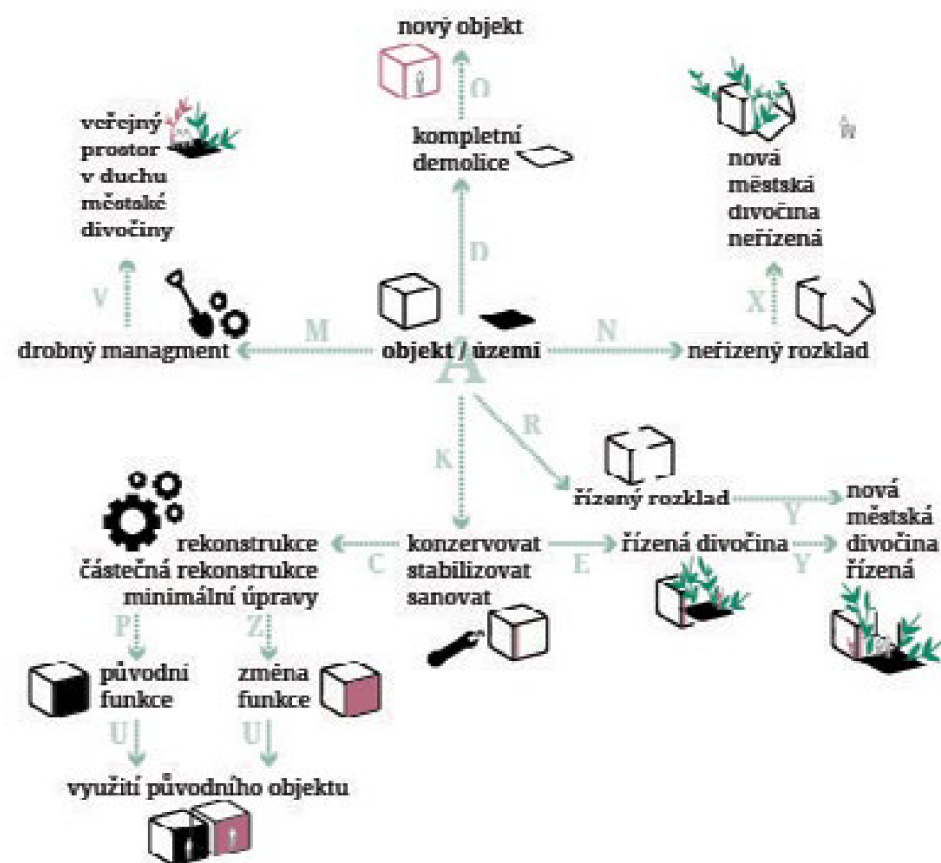 nový objekt
O
kompletní
demolice
veřejný
prostor
v duchu
městské
divočiny
nová
městská
divočina
neřízená
D
V
X
drobný managment
M
objekt / území
N
neřízený rozklad
A
R
K
řízený rozklad
Y
nová
městská
divočina
řízená
rekonstrukce
částečná rekonstrukce
minimální úpravy
C
konzervovat
stabilizovat
sanovat
E
řízená divočina
Y
P
Z
původní
funkce
změna
funkce
U
U
využití původního objektu